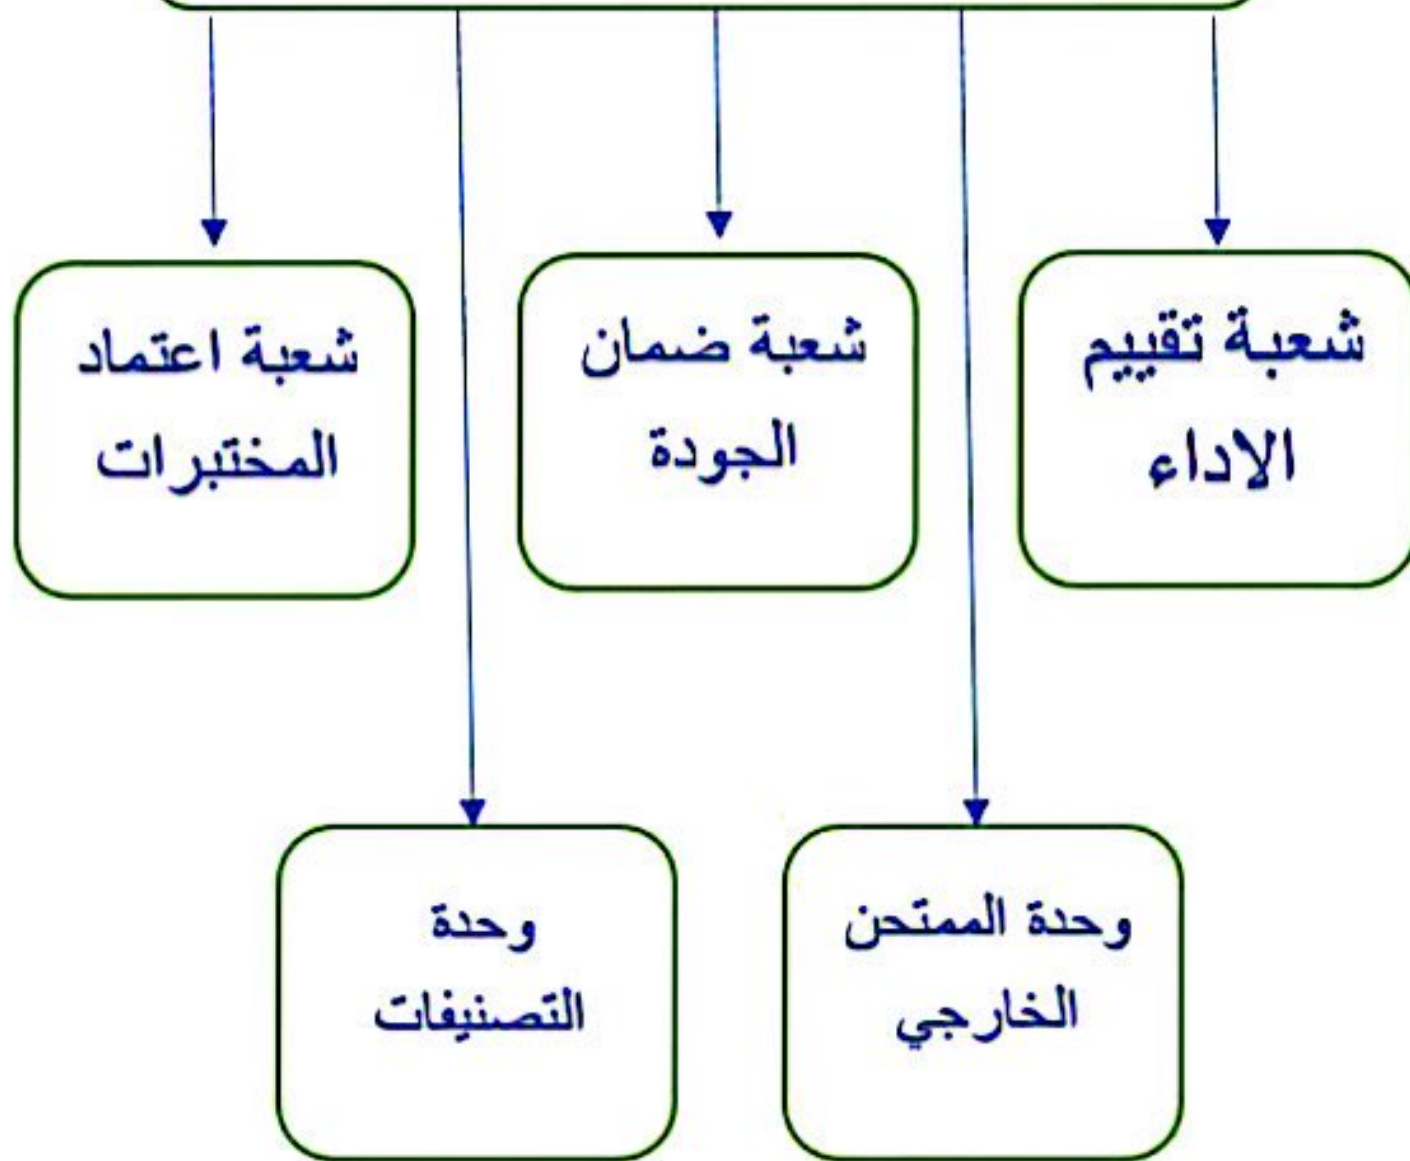 شعبة تقييم
الاداء
شعبة ضمان
الجودة
شعبة اعتماد
المختبرات
وحدة الممتحن
الخارجي
وحدة
التصنيفات